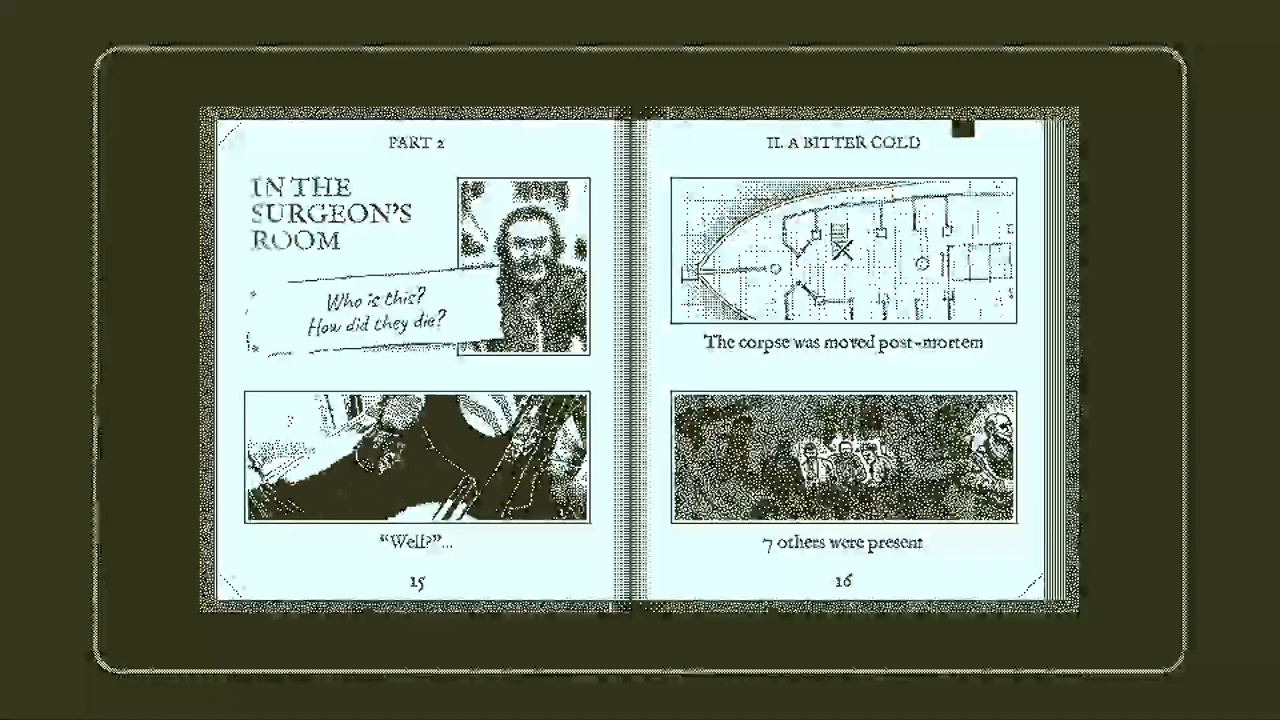 PART 2
IN THE
SURGEON'S
ROOM
Who is this?
How did they die?
"Well?"...
15
II. A BITTER COLD
The corpse was moved post-mortem
7 others were present
16